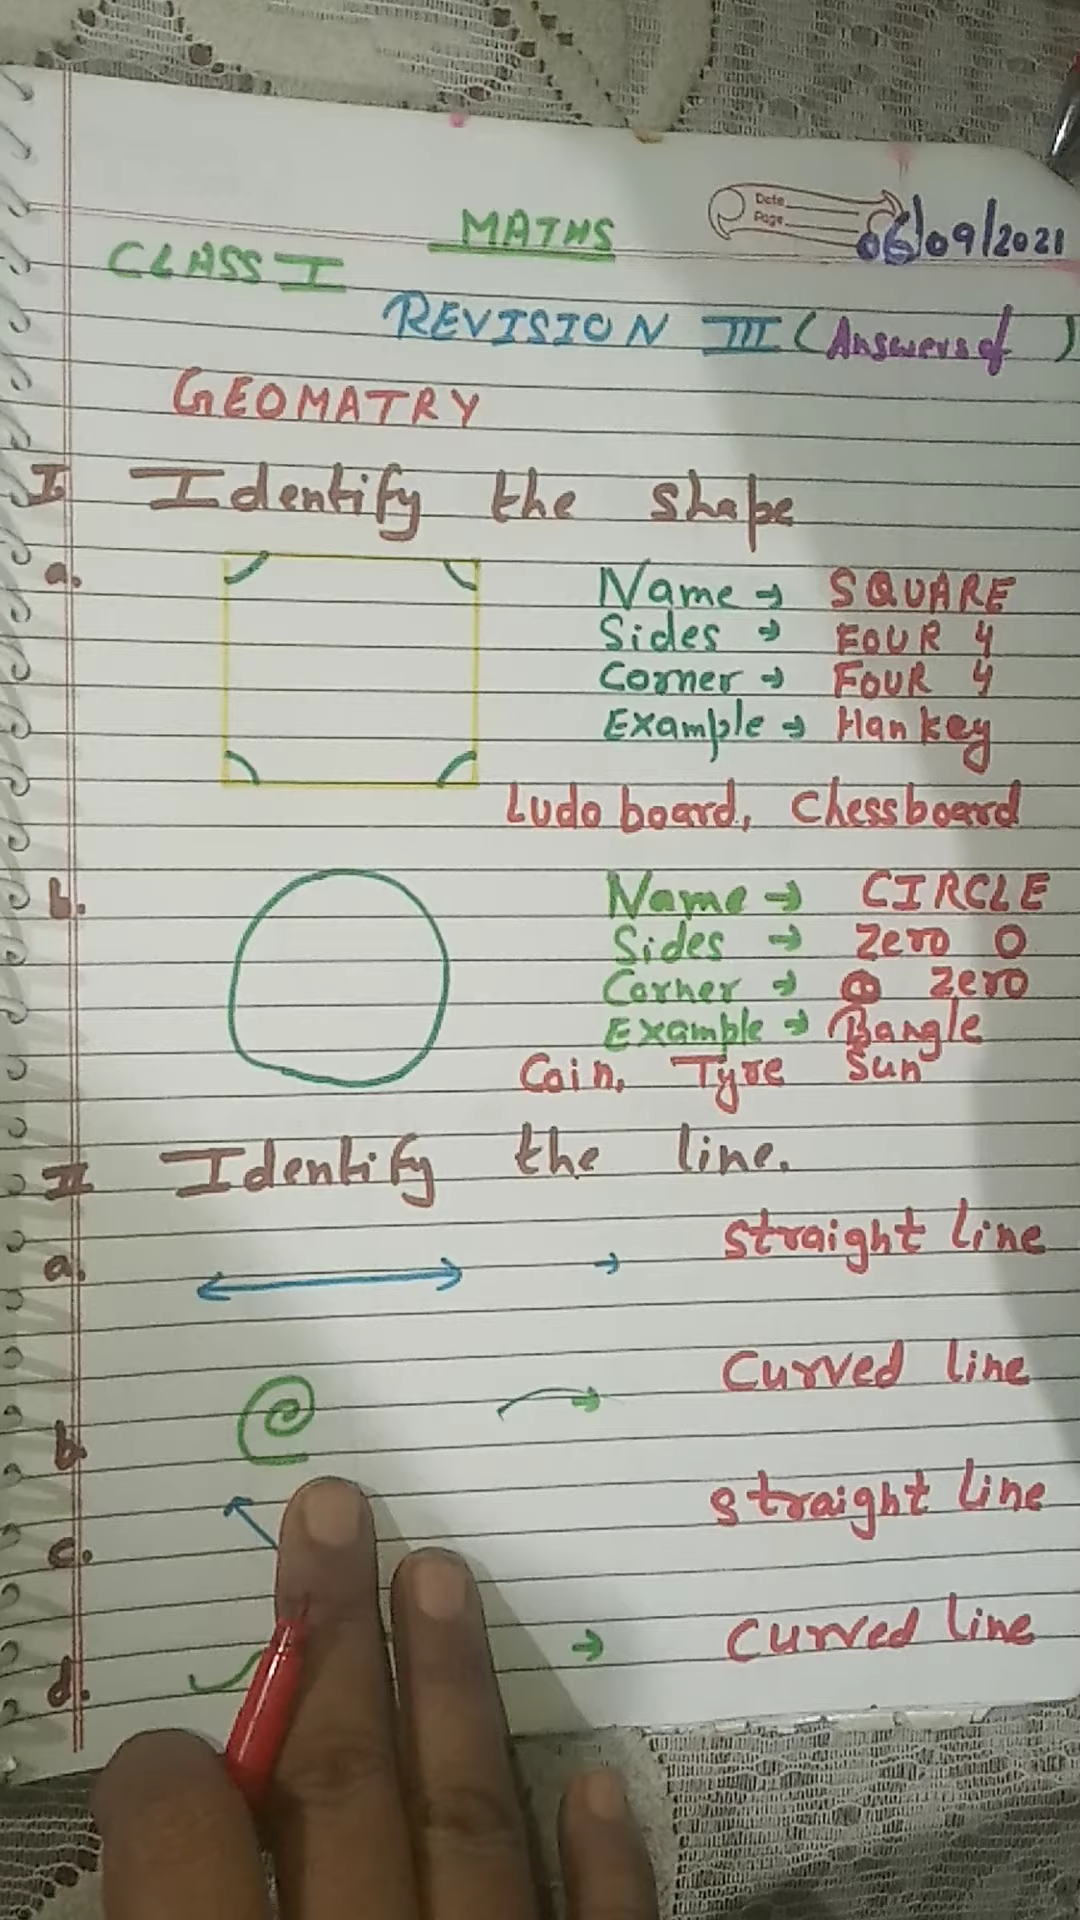 Date
Page
06/09/2021
MATHS
CLASS I
REVISION III (Answers of )
GEOMATRY
I Identify the shape
a. Name → SQUARE
Sides → FOUR 4
Corner → FOUR 4
Example → Hankey
Ludo board, Chessboard
b. Name → CIRCLE
Sides → Zero 0
Corner → Zero
Example → Bangle
Coin, Tyre Sun
II Identify the line.
a. → straight line
b. → Curved line
c. straight line
d. → Curved line